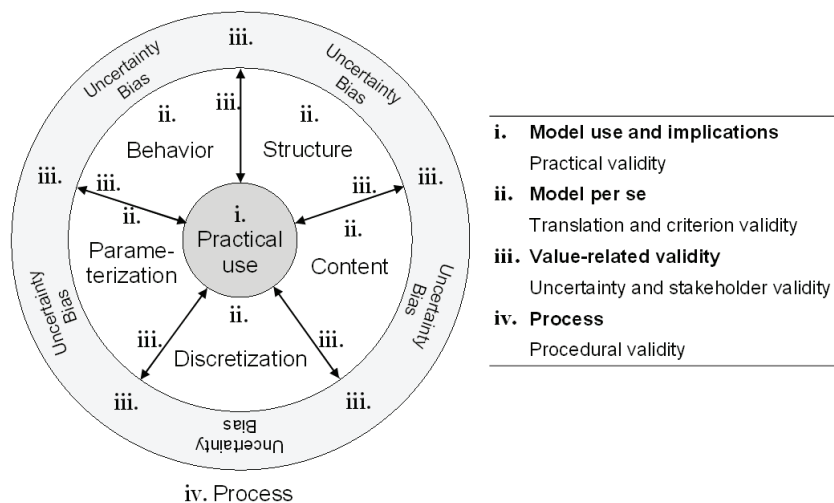 iii.
Uncertainty
Bias
Uncertainty
Bias
iii.
ii.
Behavior
ii.
Structure
iii.
iii.
iii.
iii.
iii.
ii.
Parame-
terization
i.
Practical
use
ii.
Content
Uncertainty
Bias
Uncertainty
Bias
ii.
Discretization
iii.
iii.
iii.
iii.
Uncertainty
Bias
iv. Process
i. Model use and implications
Practical validity
ii. Model per se
Translation and criterion validity
iii. Value-related validity
Uncertainty and stakeholder validity
iv. Process
Procedural validity